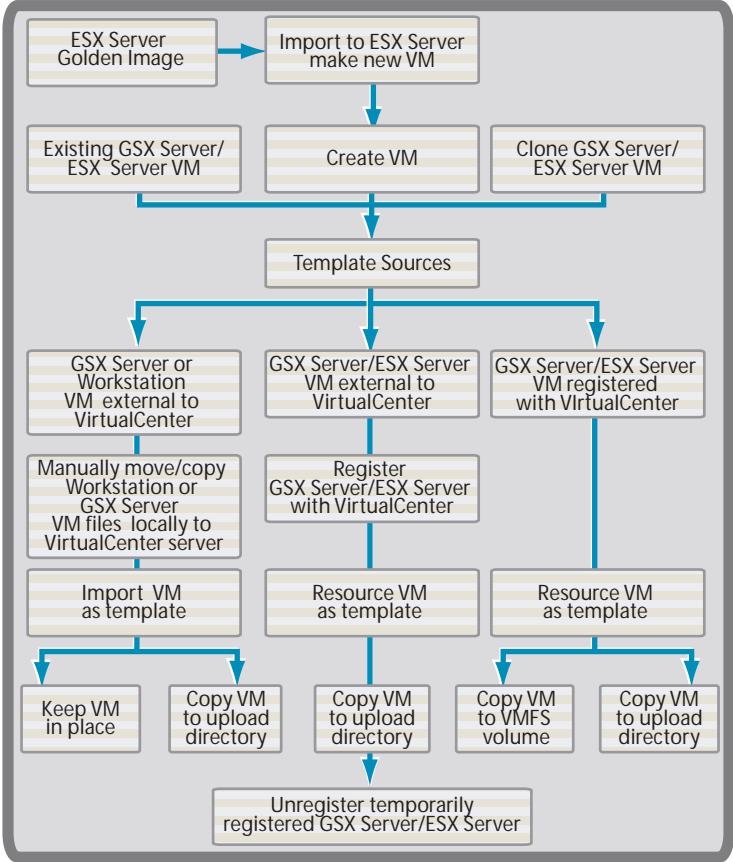 ESX Server
Golden Image
Import to ESX Server
make new VM
Existing GSX Server/
ESX Server VM
Create VM
Clone GSX Server/
ESX Server VM
Template Sources
GSX Server or
Workstation
VM external to
VirtualCenter
GSX Server/ESX Server
VM external to
VirtualCenter
GSX Server/ESX Server
VM registered
with VIrtualCenter
Manually move/copy
Workstation or
GSX Server
VM files locally to
VirtualCenter server
Register
GSX Server/ESX Server
with VirtualCenter
Import VM
as template
Resource VM
as template
Resource VM
as template
Keep VM
in place
Copy VM
to upload
directory
Copy VM
to upload
directory
Copy VM
to VMFS
volume
Copy VM
to upload
directory
Unregister temporarily
registered GSX Server/ESX Server